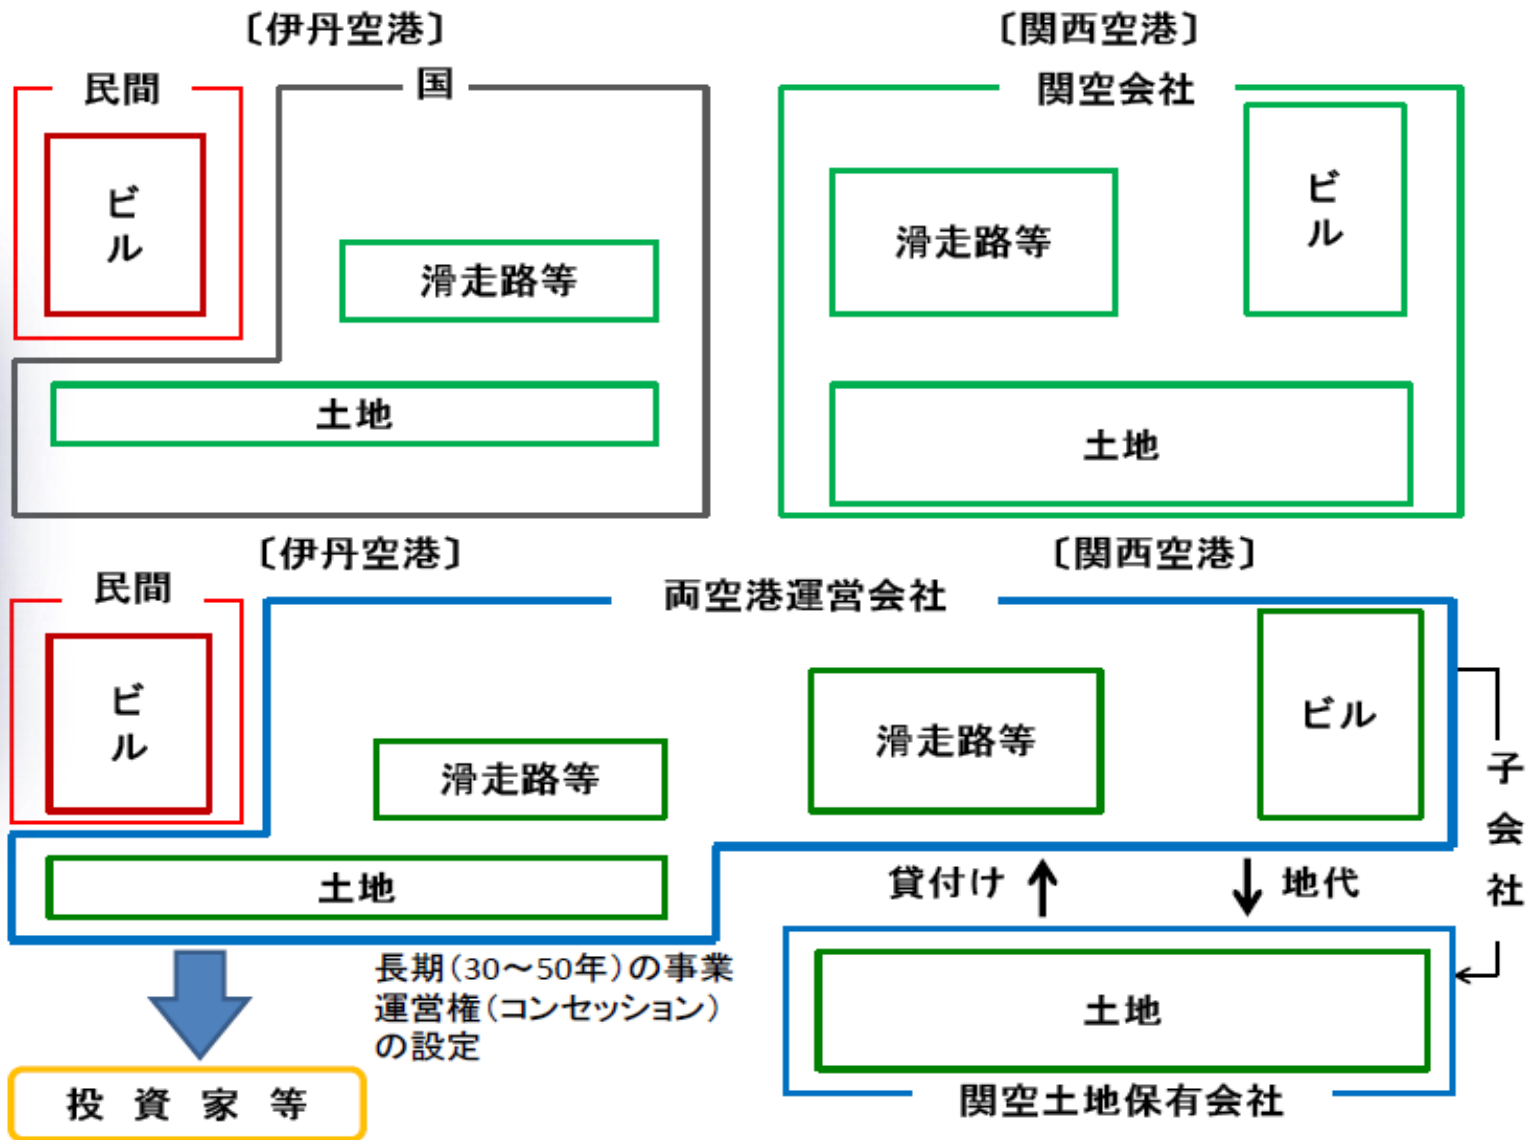 〔伊丹空港〕
〔関西空港〕
民間
国
関空会社
ビル
滑走路等
滑走路等
ビル
土地
土地
〔伊丹空港〕
〔関西空港〕
民間
両空港運営会社
ビル
滑走路等
滑走路等
ビル
子会社
土地
貸付け
地代
長期(30～50年)の事業
運営権(コンセッション)
の設定
土地
投資家等
関空土地保有会社